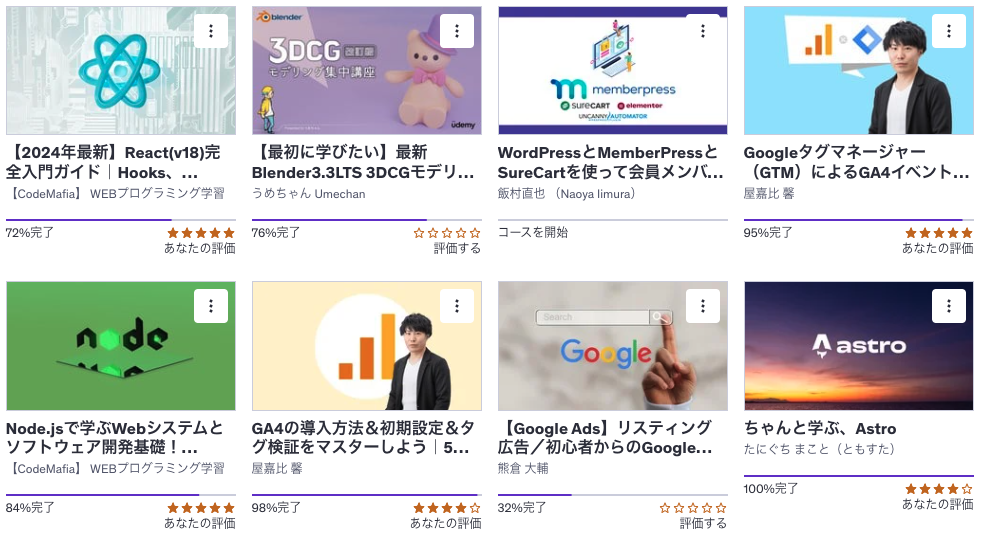 blender
3DCG 改訂版
モデリング集中講座
ûdemy
memberpress
SURECART
elementer
UNCANNY AUTOMATOR
【2024年最新】React(v18)完
全入門ガイド｜Hooks、...
【CodeMafia】 WEBプログラミング学習
72%完了
あなたの評価
【最初に学びたい】最新
Blender3.3LTS 3DCGモデリ...
うめちゃん Umechan
76%完了
評価する
WordPressとMemberPressと
SureCartを使って会員メンバ...
飯村直也 （Naoya Iimura）
コースを開始
Googleタグマネージャー
（GTM）によるGA4イベント...
屋嘉比 馨
95%完了
あなたの評価
node
Search
Google
astro
Node.jsで学ぶWebシステムと
ソフトウェア開発基礎！...
【CodeMafia】 WEBプログラミング学習
84%完了
あなたの評価
GA4の導入方法＆初期設定＆タ
グ検証をマスターしよう｜5...
屋嘉比 馨
98%完了
あなたの評価
【Google Ads】リスティング
広告／初心者からのGoogle...
熊倉 大輔
32%完了
評価する
ちゃんと学ぶ、Astro
たにぐち まこと（ともすた）
100%完了
あなたの評価